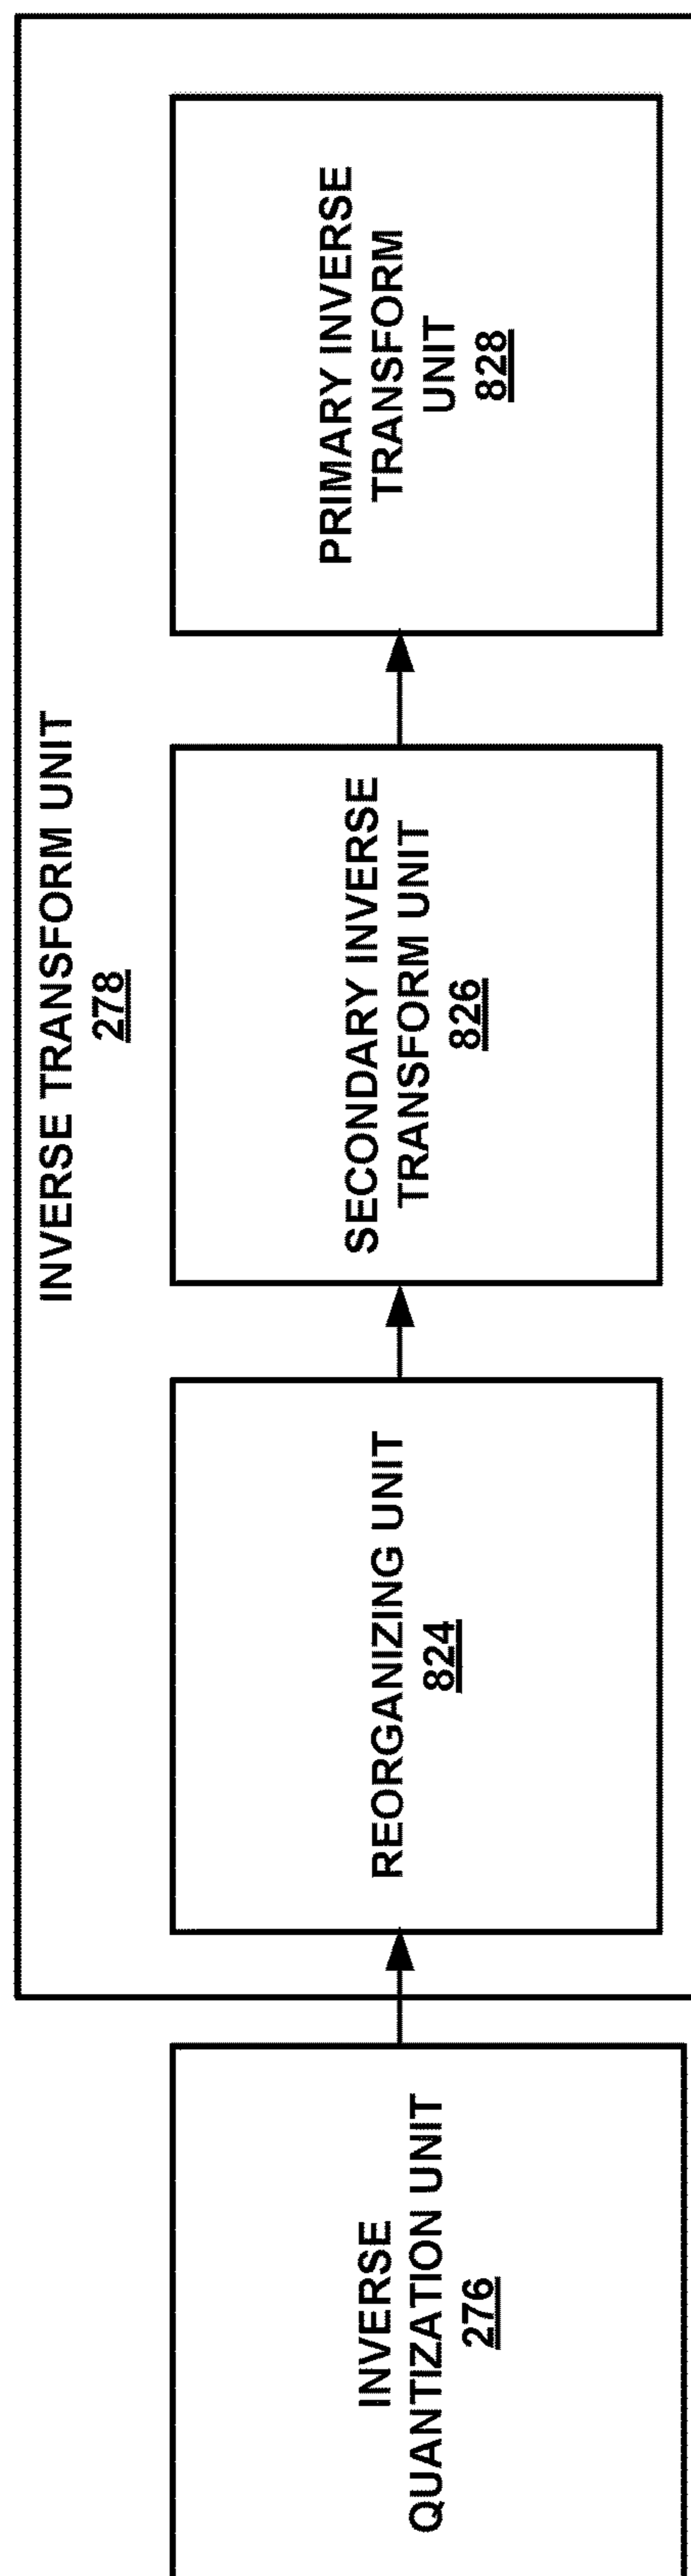 INVERSE TRANSFORM UNIT
278
INVERSE
QUANTIZATION UNIT
276
REORGANIZING UNIT
824
SECONDARY INVERSE
TRANSFORM UNIT
826
PRIMARY INVERSE
TRANSFORM
UNIT
828